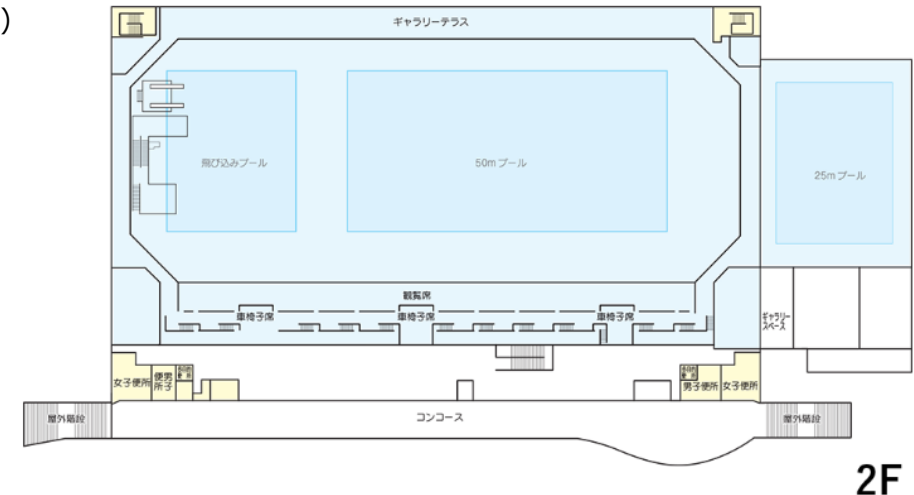 )
ギャラリーテラス
飛び込みプール
50mプール
25mプール
観覧席
車椅子席
車椅子席
車椅子席
ギャラリー
スペース
女子便所
便男
所子
男子便所
女子便所
屋外階段
コンコース
屋外階段
2F